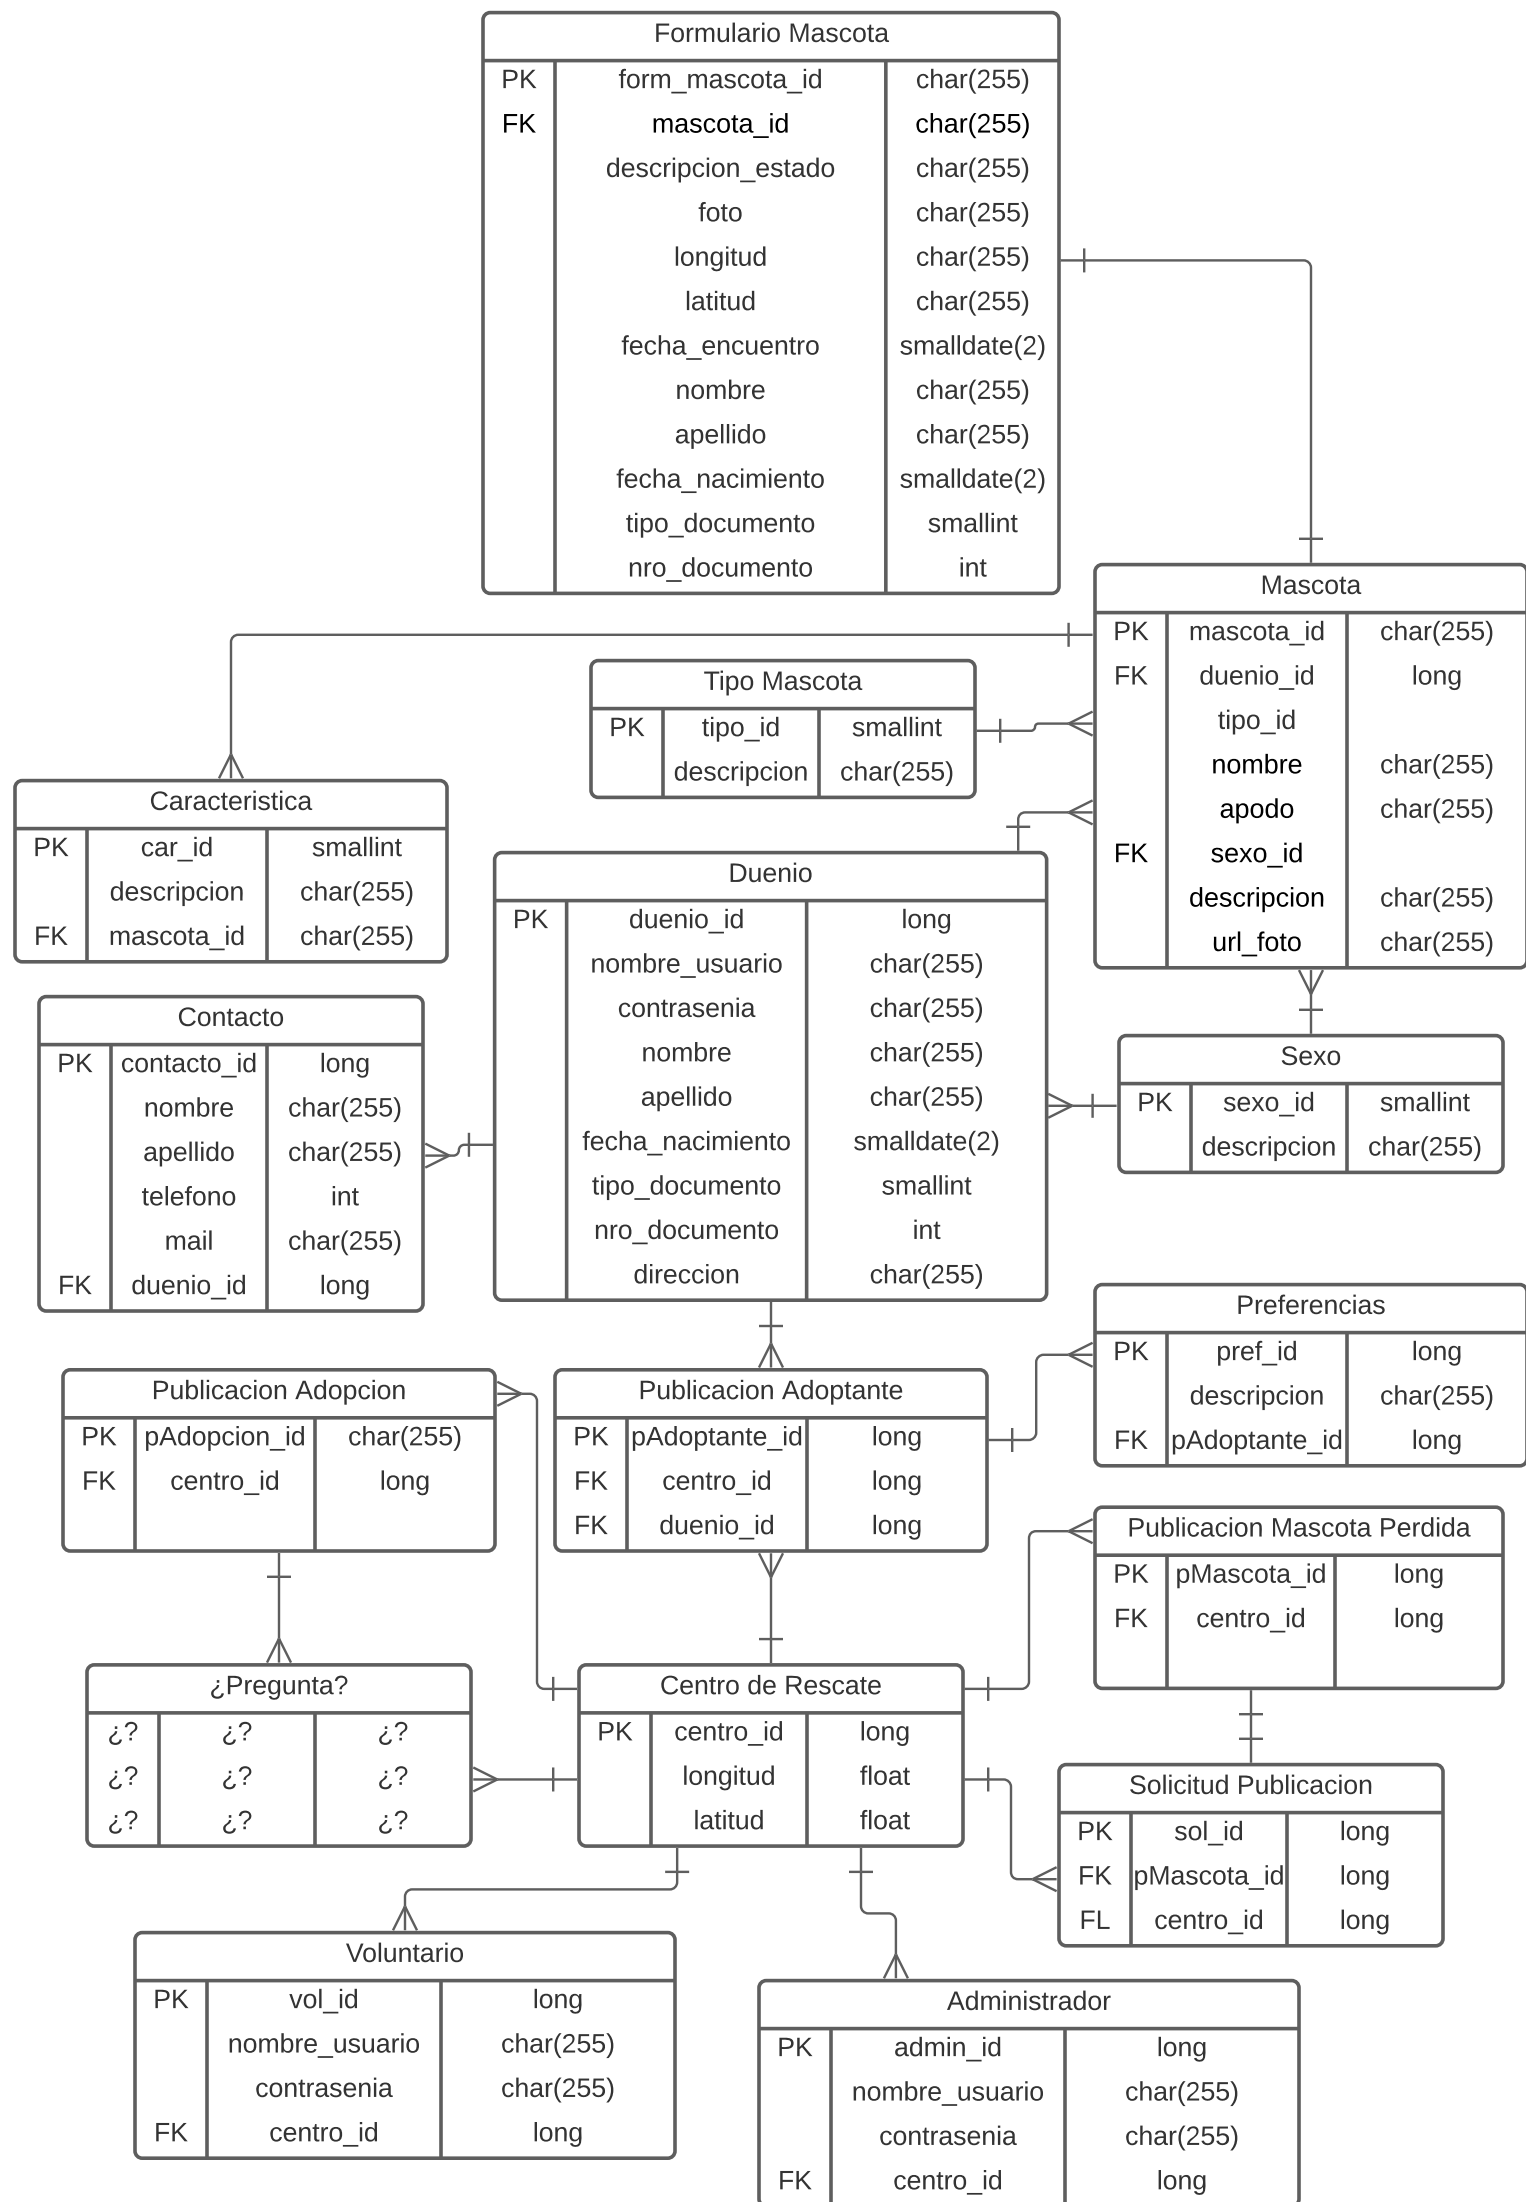 Formulario Mascota
PK form_mascota_id char(255)
FK mascota_id char(255)
descripcion_estado char(255)
foto char(255)
longitud char(255)
latitud char(255)
fecha_encuentro smalldate(2)
nombre char(255)
apellido char(255)
fecha_nacimiento smalldate(2)
tipo_documento smallint
nro_documento int
Mascota
PK mascota_id char(255)
FK duenio_id long
tipo_id
nombre char(255)
apodo char(255)
FK sexo_id
descripcion char(255)
url_foto char(255)
Tipo Mascota
PK tipo_id smallint
descripcion char(255)
Caracteristica
PK car_id smallint
descripcion char(255)
FK mascota_id char(255)
Duenio
PK duenio_id long
nombre_usuario char(255)
contrasenia char(255)
nombre char(255)
apellido char(255)
fecha_nacimiento smalldate(2)
tipo_documento smallint
nro_documento int
direccion char(255)
Contacto
PK contacto_id long
nombre char(255)
apellido char(255)
telefono int
mail char(255)
FK duenio_id long
Sexo
PK sexo_id smallint
descripcion char(255)
Preferencias
PK pref_id long
descripcion char(255)
FK pAdoptante_id long
Publicacion Adopcion
PK pAdopcion_id char(255)
FK centro_id long
Publicacion Adoptante
PK pAdoptante_id long
FK centro_id long
FK duenio_id long
Publicacion Mascota Perdida
PK pMascota_id long
FK centro_id long
¿Pregunta?
¿? ¿? ¿?
¿? ¿? ¿?
¿? ¿? ¿?
Centro de Rescate
PK centro_id long
longitud float
latitud float
Solicitud Publicacion
PK sol_id long
FK pMascota_id long
FL centro_id long
Voluntario
PK vol_id long
nombre_usuario char(255)
contrasenia char(255)
FK centro_id long
Administrador
PK admin_id long
nombre_usuario char(255)
contrasenia char(255)
FK centro_id long